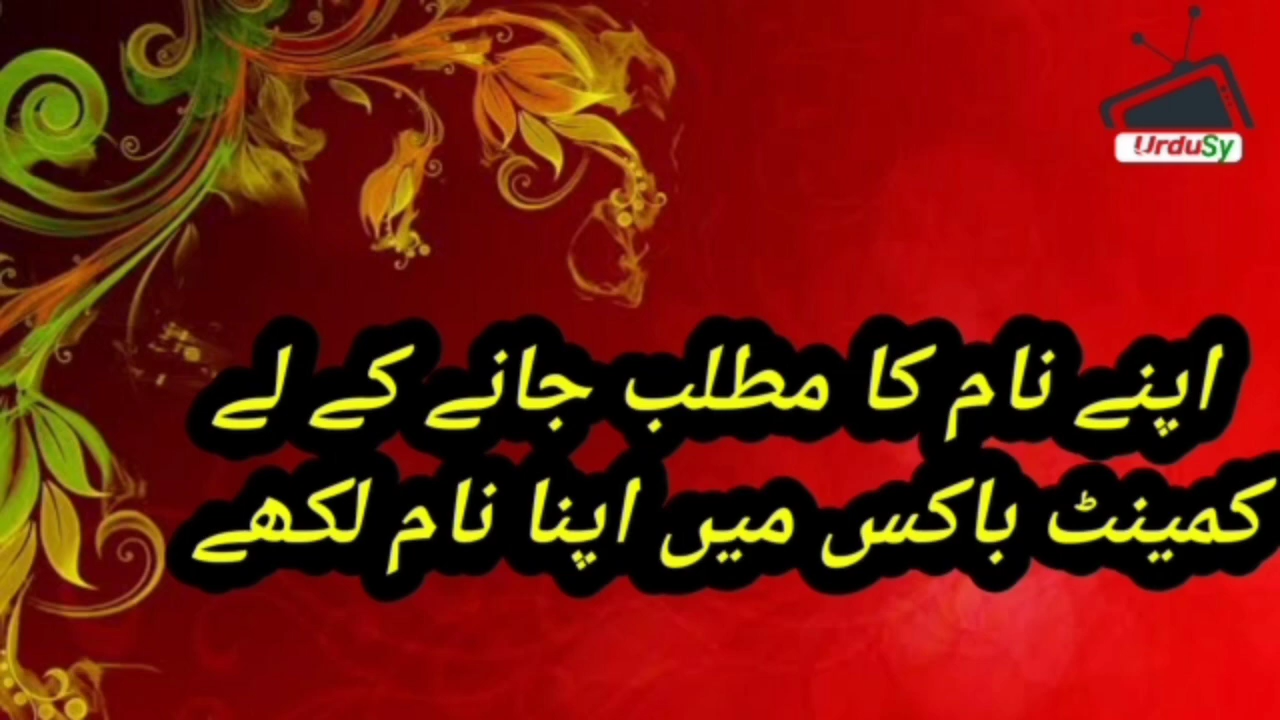 UrduSy
اپنے نام کا مطلب جانے کے لے
کمینٹ باکس میں اپنا نام لکھے